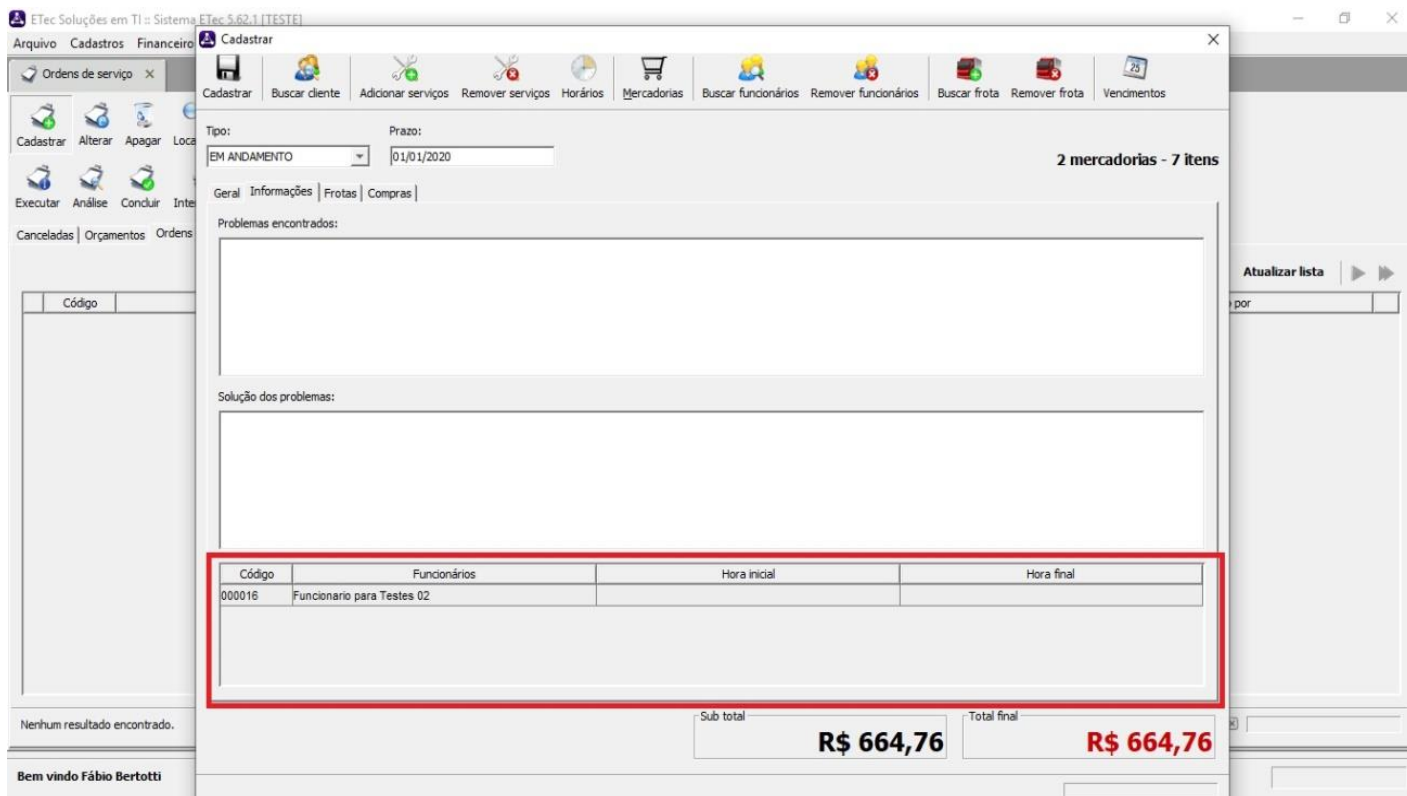 ETec Soluções em TI :: Sistema ETec 5.62.1 [TESTE]
Arquivo Cadastros Financeiro
Ordens de serviço
Cadastrar Alterar Apagar
Executar Análise Concluir
Canceladas Orçamentos Ordens
Código
Nenhum resultado encontrado.
Bem vindo Fábio Bertotti
Cadastrar
Cadastrar Buscar cliente Adicionar serviços Remover serviços Horários Mercadorias Buscar funcionários Remover funcionários Buscar frota Remover frota Vencimentos
25
Tipo: Prazo:
EM ANDAMENTO 01/01/2020
2 mercadorias - 7 itens
Geral Informações Frotas Compras
Problemas encontrados:
Solução dos problemas:
Código Funcionários Hora inicial Hora final
000016 Funcionario para Testes 02
Sub total Total final
R$ 664,76 R$ 664,76
Atualizar lista
por